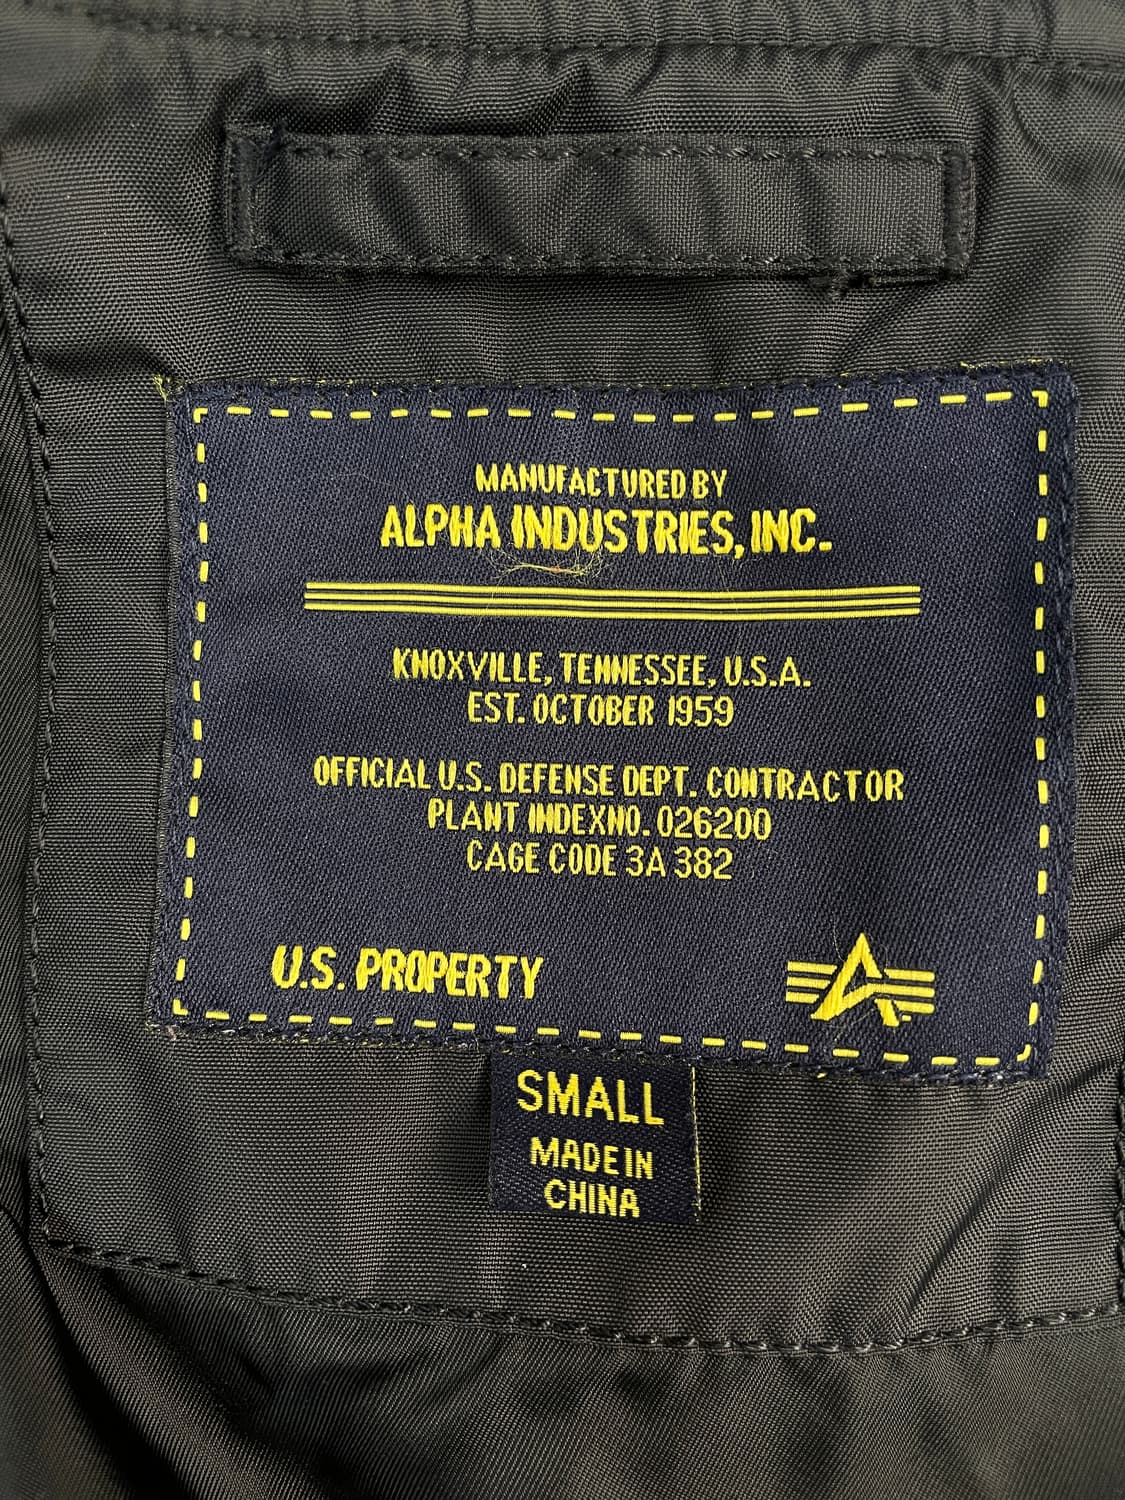 MANUFACTURED BY
ALPHA INDUSTRIES, INC.
KNOXVILLE, TENNESSEE, U.S.A.
EST. OCTOBER 1959
OFFICIAL U.S. DEFENSE DEPT. CONTRACTOR
PLANT INDEXNO. 026200
CAGE CODE 3A 382
U.S. PROPERTY
A
SMALL
MADE IN
CHINA